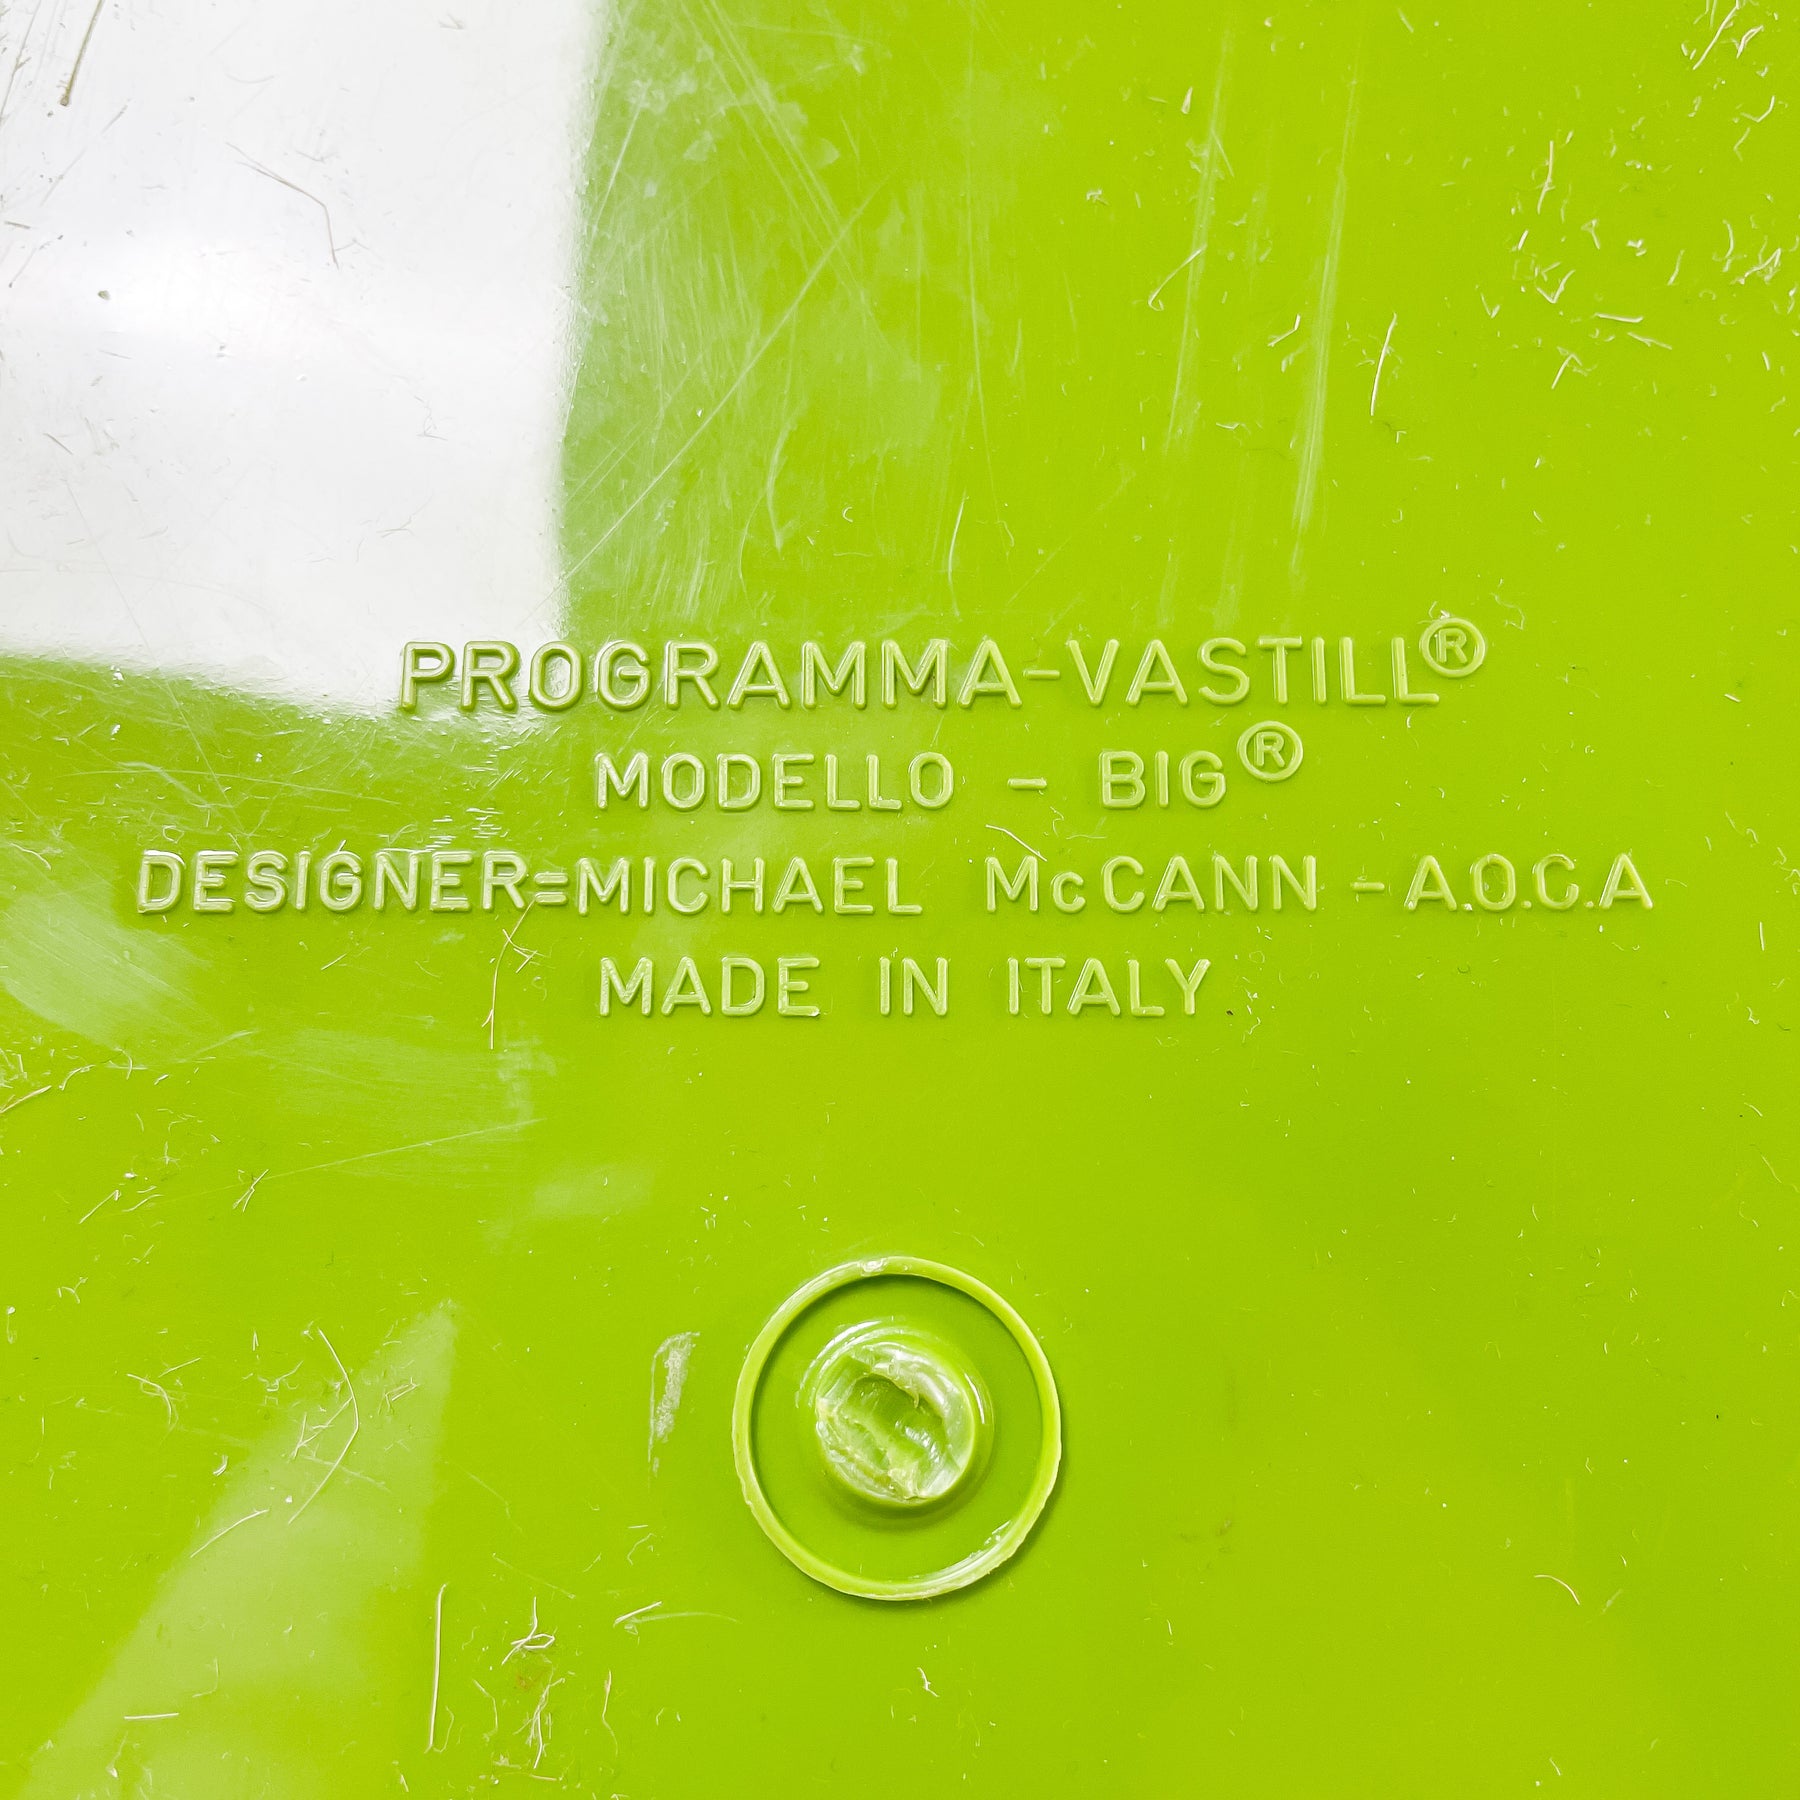 PROGRAMMA-VASTILL®
MODELLO - BIG®
DESIGNER=MICHAEL McCANN - A.O.C.A
MADE IN ITALY